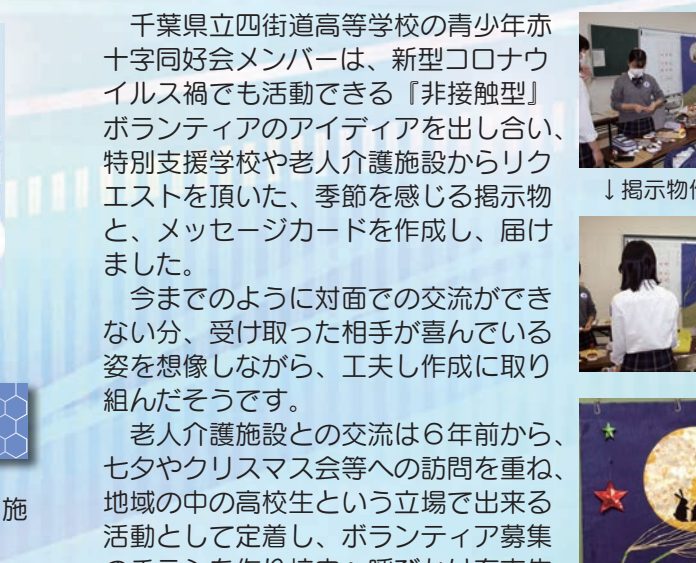 千葉県立四街道高等学校の青少年赤
十字同好会メンバーは、新型コロナウ
イルス禍でも活動できる『非接触型』
ボランティアのアイディアを出し合い、
特別支援学校や老人介護施設からリク
エストを頂いた、季節を感じる掲示物
と、メッセージカードを作成し、届け
ました。
今までのように対面での交流ができ
ない分、受け取った相手が喜んでいる
姿を想像しながら、工夫し作成に取り
組んだそうです。
老人介護施設との交流は６年前から、
七夕やクリスマス会等への訪問を重ね、
地域の中の高校生という立場で出来る
活動として定着し、ボランティア募集
↓掲示物
施